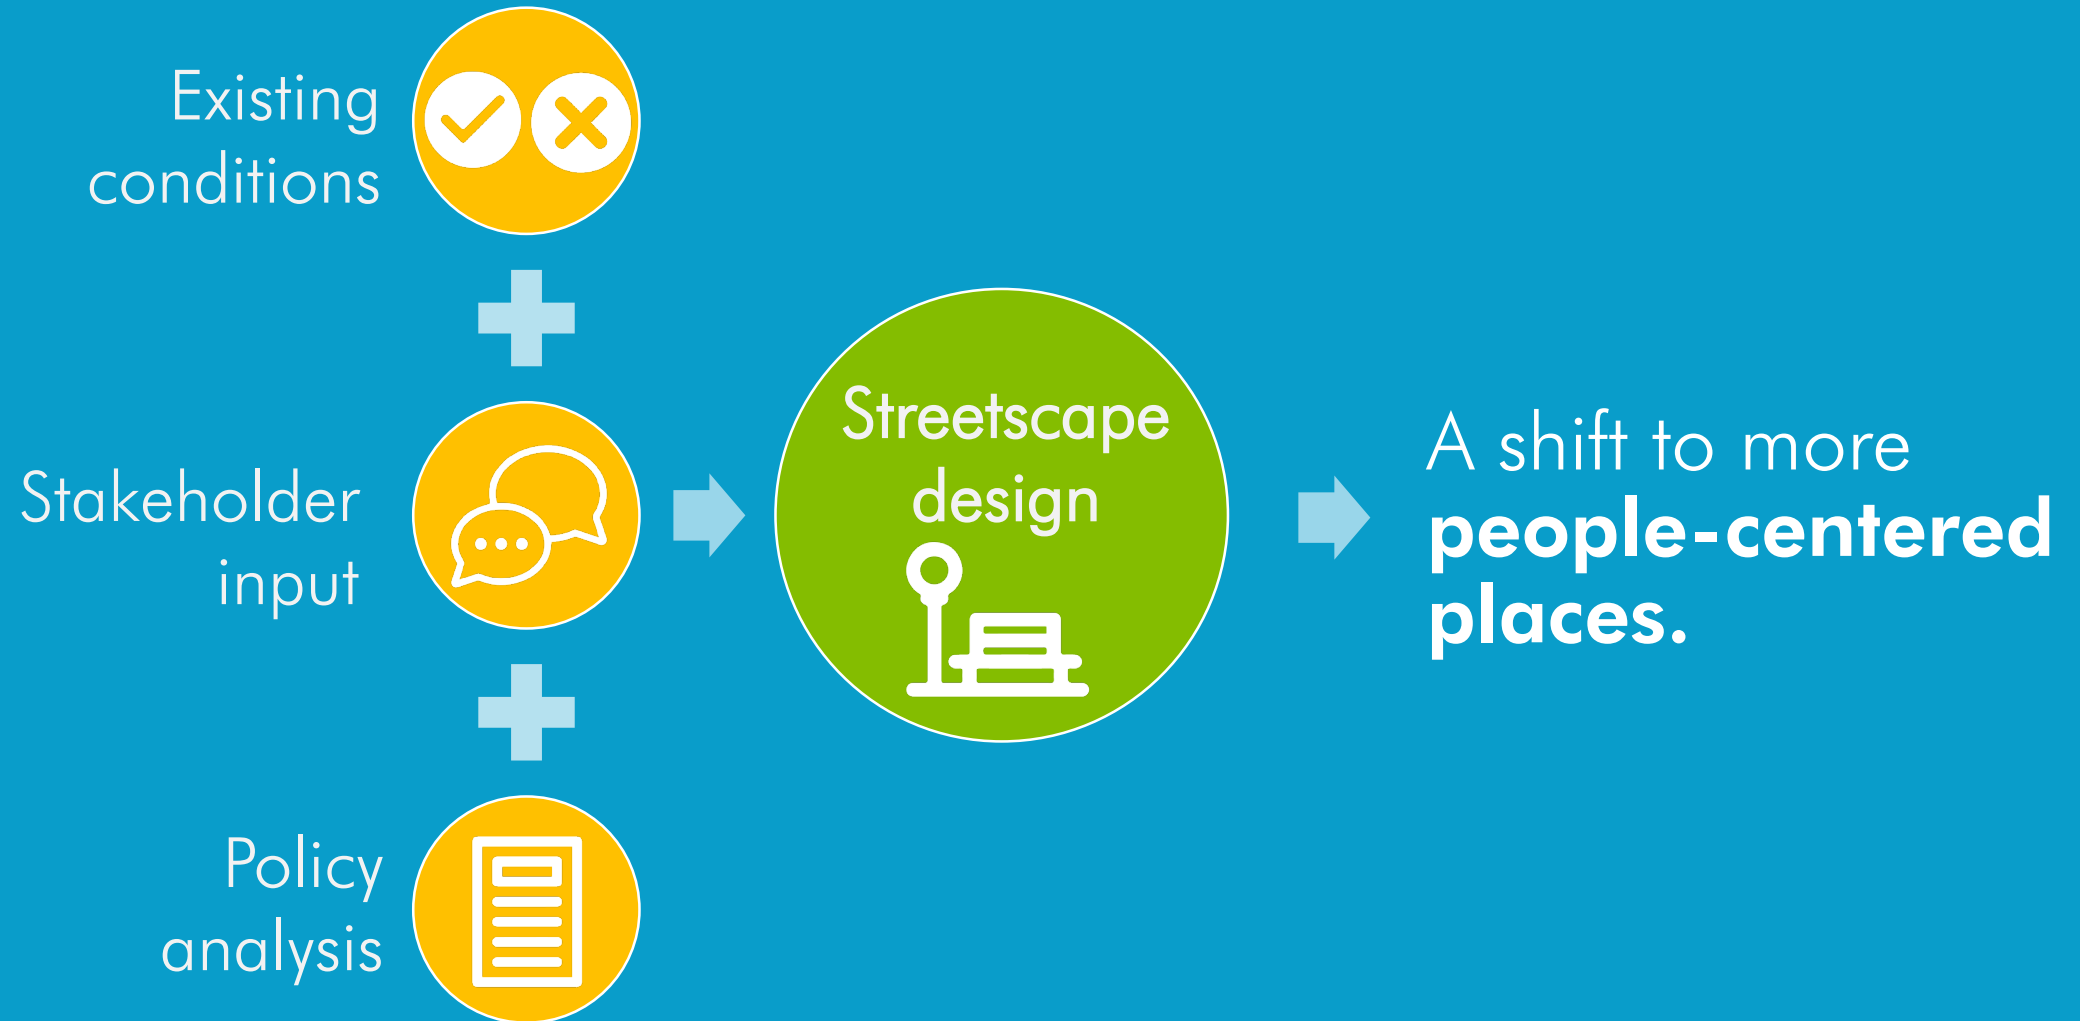 Existing
conditions
Stakeholder
input
Policy
analysis
Streetscape
design
A shift to more
people-centered
places.